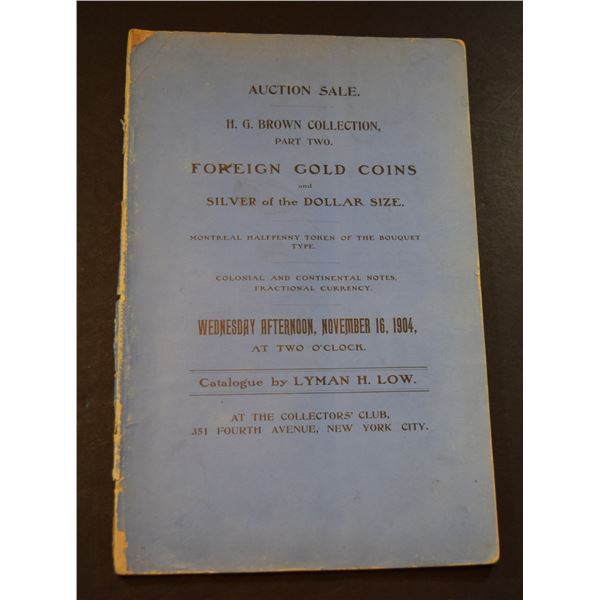 AUCTION SALE.
H. G. BROWN COLLECTION,
PART TWO.
FOREIGN GOLD COINS
and
SILVER of the DOLLAR SIZE.
MONTREAL HALFPENNY TOKEN OF THE BOUQUET
TYPE.
COLONIAL AND CONTINENTAL NOTES,
FRACTIONAL CURRENCY.
WEDNESDAY AFTERNOON, NOVEMBER 16, 1904,
AT TWO O'CLOCK.
Catalogue by LYMAN H. LOW.
AT THE COLLECTORS' CLUB,
351 FOURTH AVENUE, NEW YORK CITY.